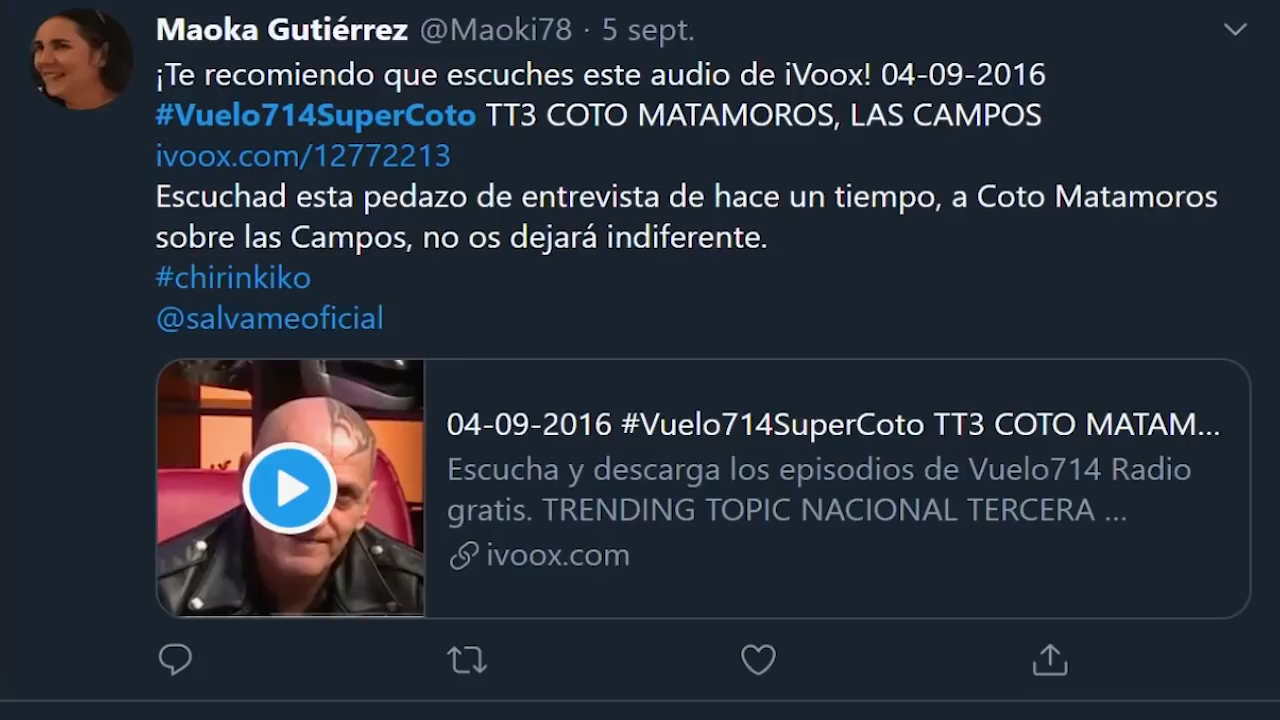 Maoka Gutiérrez @Maoki78 · 5 sept.
¡Te recomiendo que escuches este audio de iVoox! 04-09-2016
#Vuelo714SuperCoto TT3 COTO MATAMOROS, LAS CAMPOS
ivoox.com/12772213
Escuchad esta pedazo de entrevista de hace un tiempo, a Coto Matamoros
sobre las Campos, no os dejará indiferente.
#chirinkiko
@salvameoficial
04-09-2016 #Vuelo714SuperCoto TT3 COTO MATAM...
Escucha y descarga los episodios de Vuelo714 Radio
gratis. TRENDING TOPIC NACIONAL TERCERA ...
ivoox.com